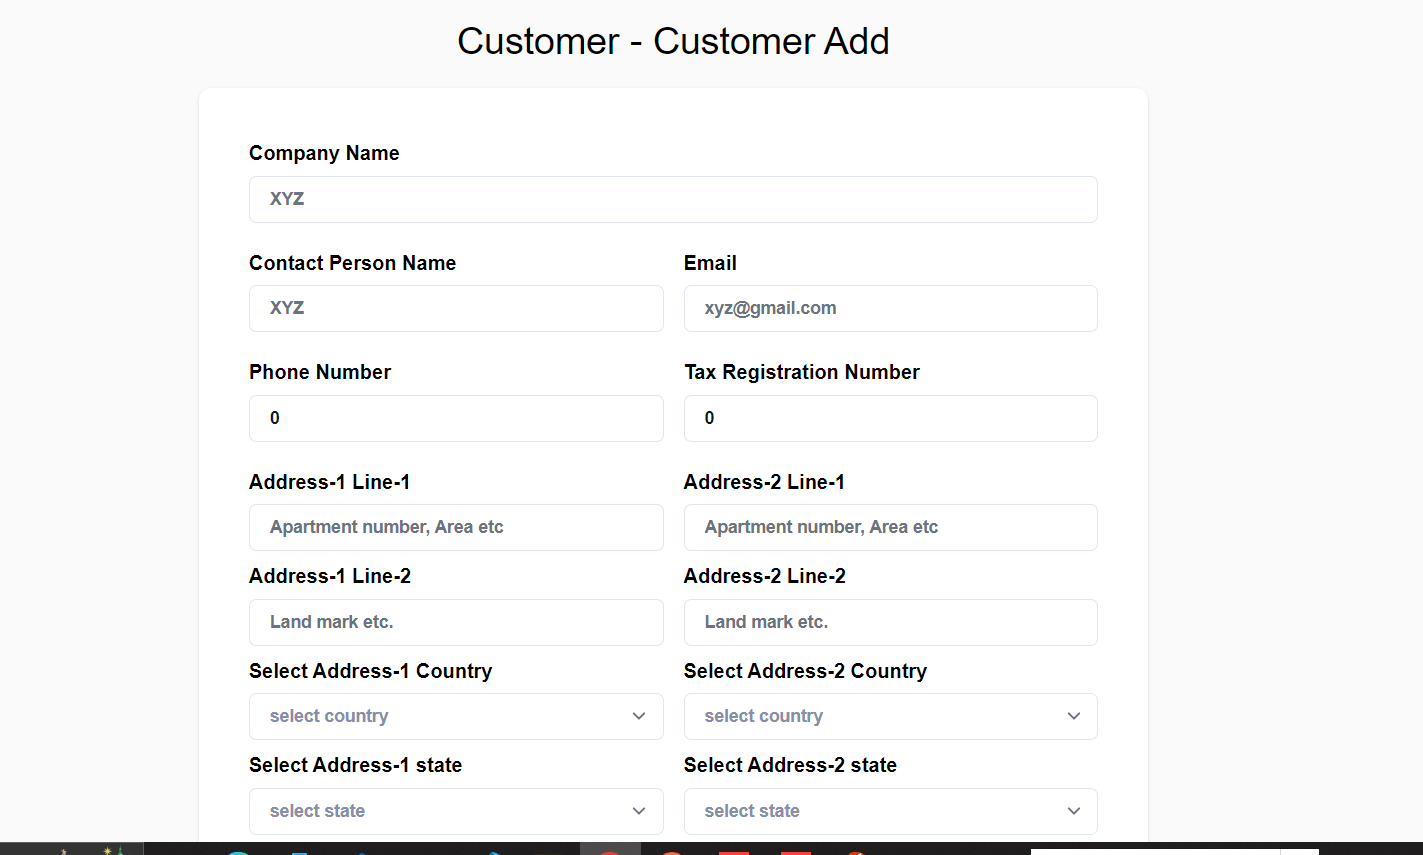 Customer - Customer Add
Company Name
XYZ
Contact Person Name
Email
XYZ
xyz@gmail.com
Phone Number
Tax Registration Number
0
0
Address-1 Line-1
Address-2 Line-1
Apartment number, Area etc
Apartment number, Area etc
Address-1 Line-2
Address-2 Line-2
Land mark etc.
Land mark etc.
Select Address-1 Country
Select Address-2 Country
select country
select country
Select Address-1 state
Select Address-2 state
select state
select state